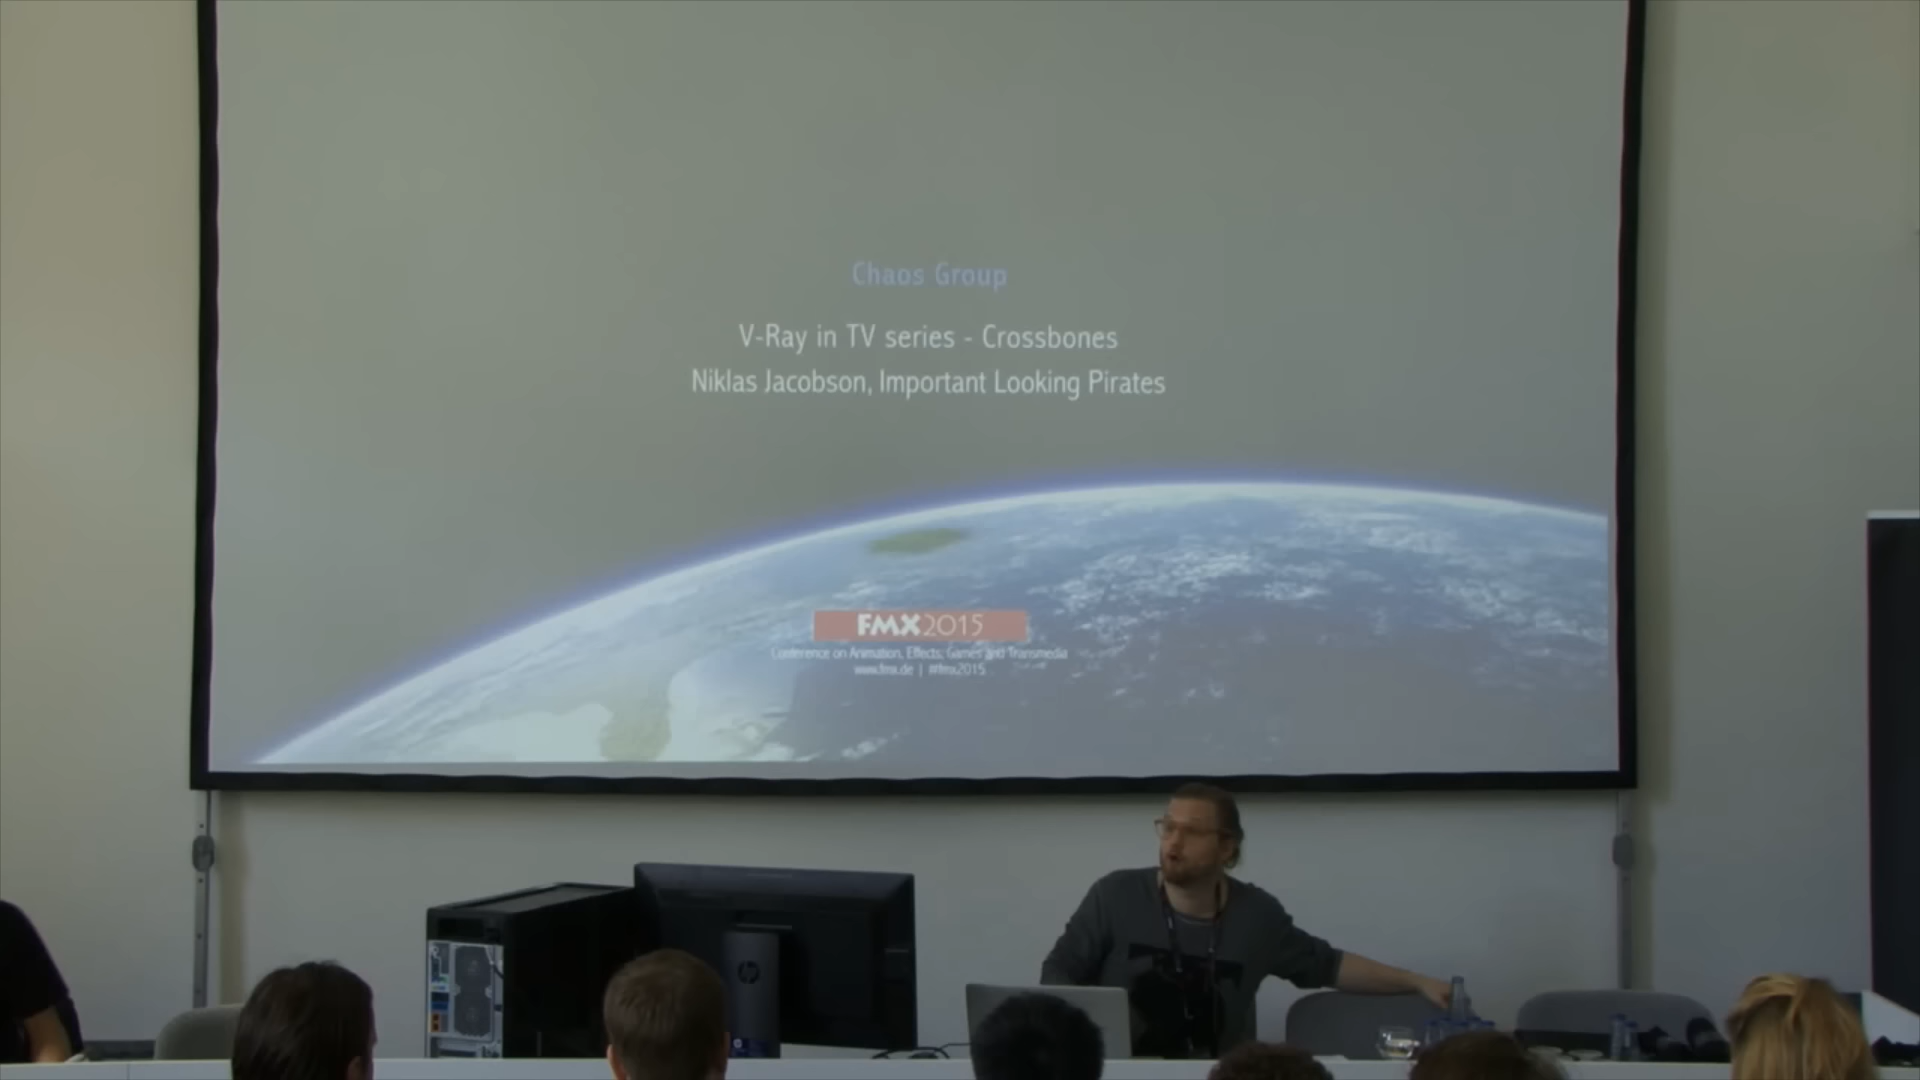 Chaos Group
V-Ray in TV series - Crossbones
Niklas Jacobson, Important Looking Pirates
FMX2015
Conference on Animation, Effects, Games and Transmedia
www.fmx.de | #fmx2015
hp